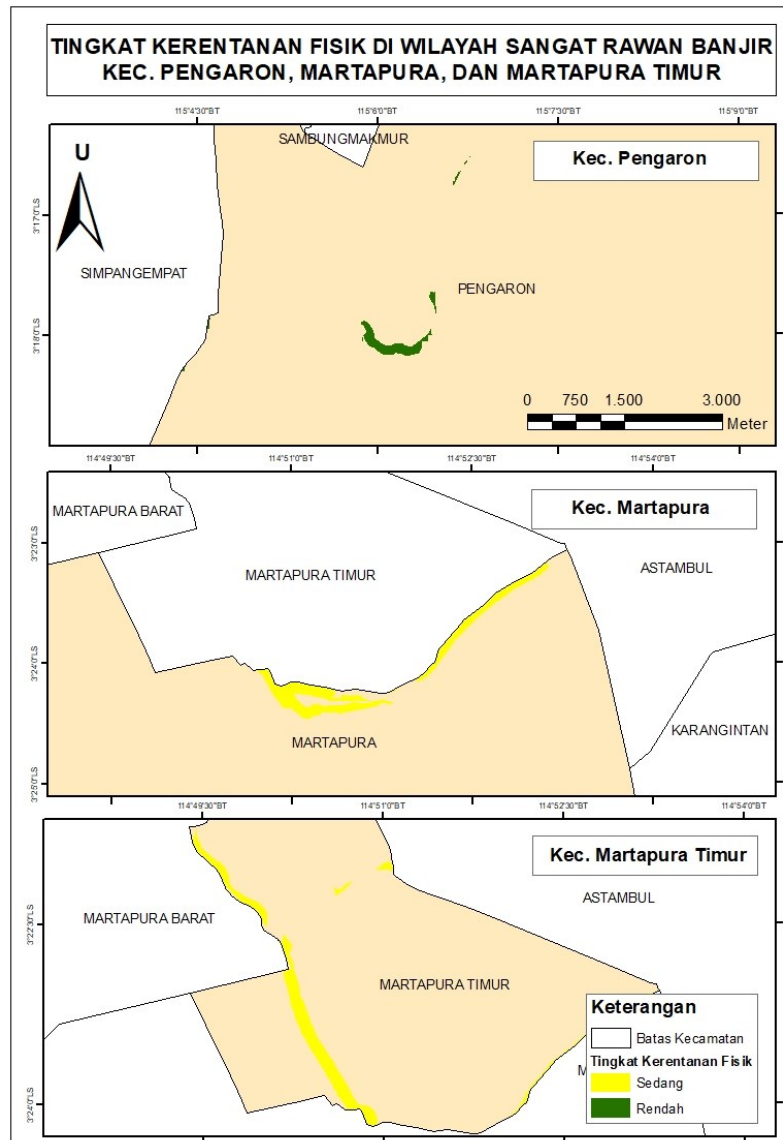 TINGKAT KERENTANAN FISIK DI WILAYAH SANGAT RAWAN BANJIR
KEC. PENGARON, MARTAPURA, DAN MARTAPURA TIMUR
115°4'30"BT 115°6'0"BT 115°7'30"BT 115°9'0"BT
SAMBUNGMAKMUR
Kec. Pengaron
U
3°17'0"LS
SIMPANGEMPAT
PENGARON
3°18'0"LS
0 750 1.500 3.000
Meter
114°49'30"BT 114°51'0"BT 114°52'30"BT 114°54'0"BT
MARTAPURA BARAT
Kec. Martapura
3°23'0"LS
MARTAPURA TIMUR
ASTAMBUL
3°24'0"LS
KARANGINTAN
MARTAPURA
3°25'0"LS
114°49'30"BT 114°51'0"BT 114°52'30"BT 114°54'0"BT
Kec. Martapura Timur
ASTAMBUL
MARTAPURA BARAT
3°22'30"LS
MARTAPURA TIMUR
Keterangan
Batas Kecamatan
Tingkat Kerentanan Fisik
Sedang
Rendah
3°24'0"LS